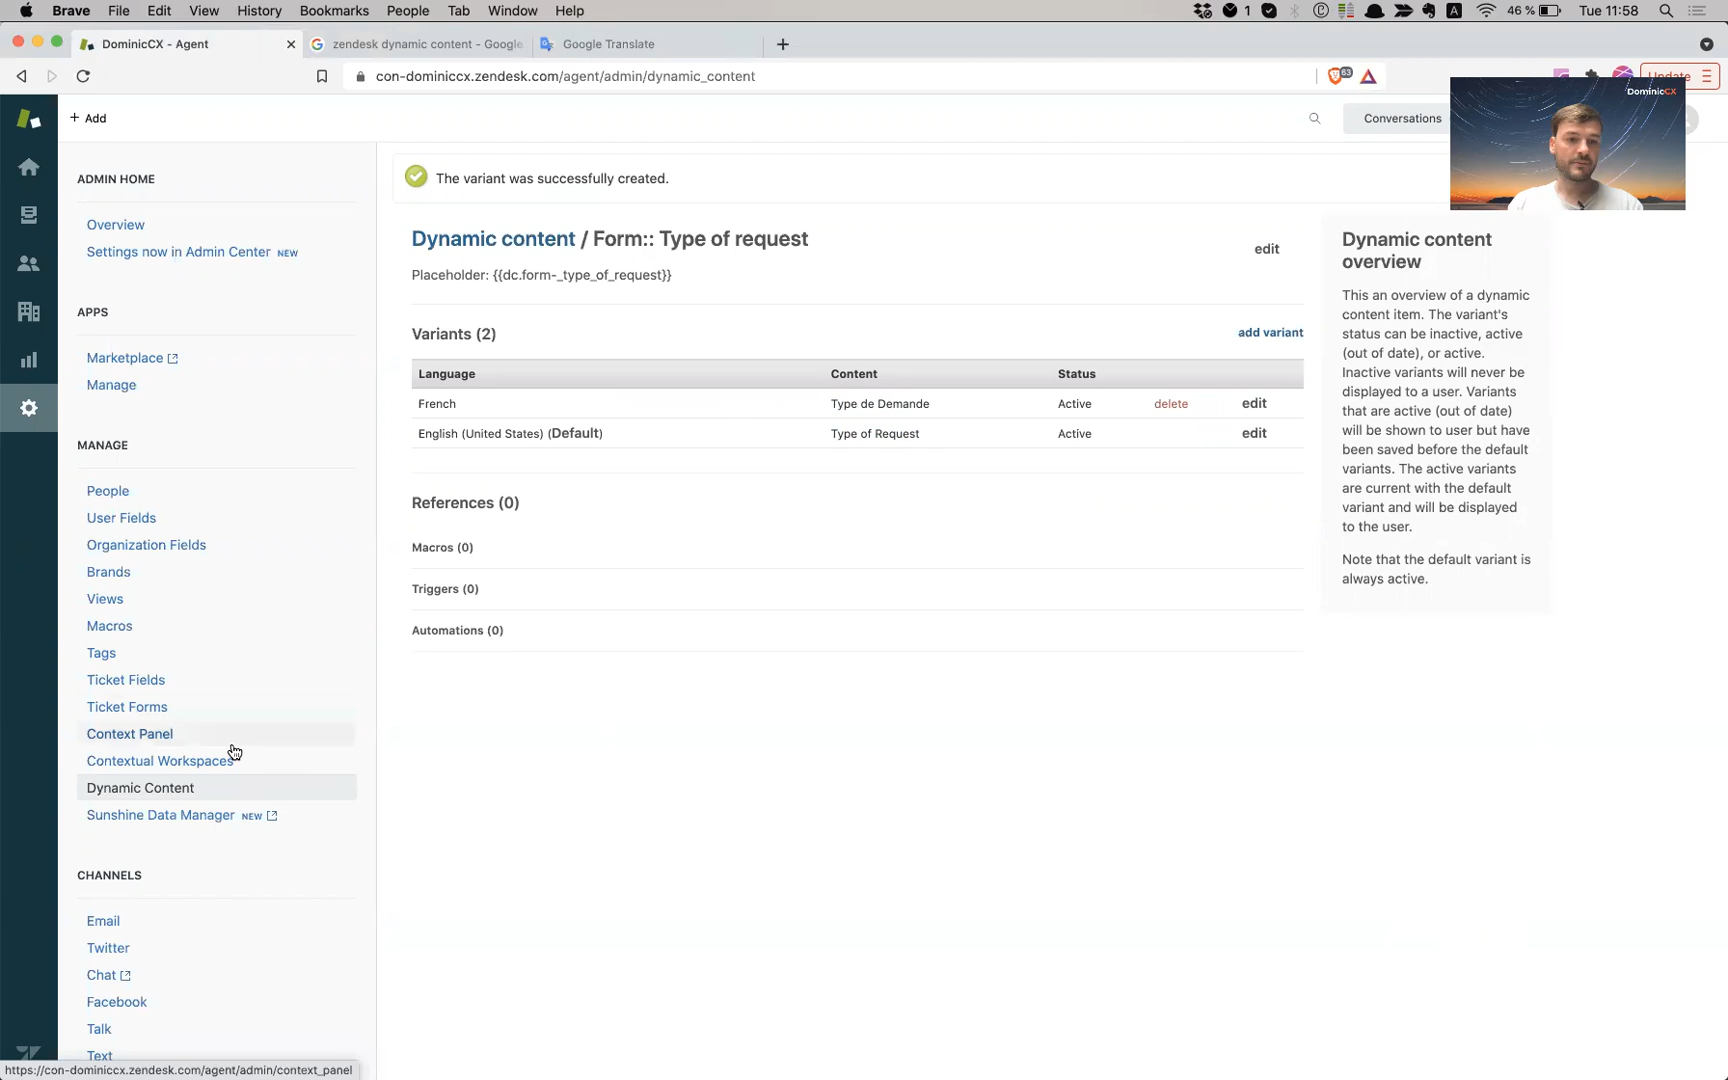 Brave File Edit View History Bookmarks People Tab Window Help
1 46 % Tue 11:58
DominicCX - Agent
zendesk dynamic content - Google
Google Translate
con-dominiccx.zendesk.com/agent/admin/dynamic_content
63
Update
+ Add
Conversations
DominicCX
ADMIN HOME
Overview
Settings now in Admin Center NEW
APPS
Marketplace
Manage
MANAGE
People
User Fields
Organization Fields
Brands
Views
Macros
Tags
Ticket Fields
Ticket Forms
Context Panel
Contextual Workspaces
Dynamic Content
Sunshine Data Manager NEW
CHANNELS
Email
Twitter
Chat
Facebook
Talk
Text
https://con-dominiccx.zendesk.com/agent/admin/context_panel
The variant was successfully created.
Dynamic content / Form:: Type of request
edit
Placeholder: {{dc.form-_type_of_request}}
Variants (2)
add variant
Language Content Status
French Type de Demande Active delete edit
English (United States) (Default) Type of Request Active edit
References (0)
Macros (0)
Triggers (0)
Automations (0)
Dynamic content
overview
This an overview of a dynamic
content item. The variant's
status can be inactive, active
(out of date), or active.
Inactive variants will never be
displayed to a user. Variants
that are active (out of date)
will be shown to user but have
been saved before the default
variants. The active variants
are current with the default
variant and will be displayed
to the user.
Note that the default variant is
always active.